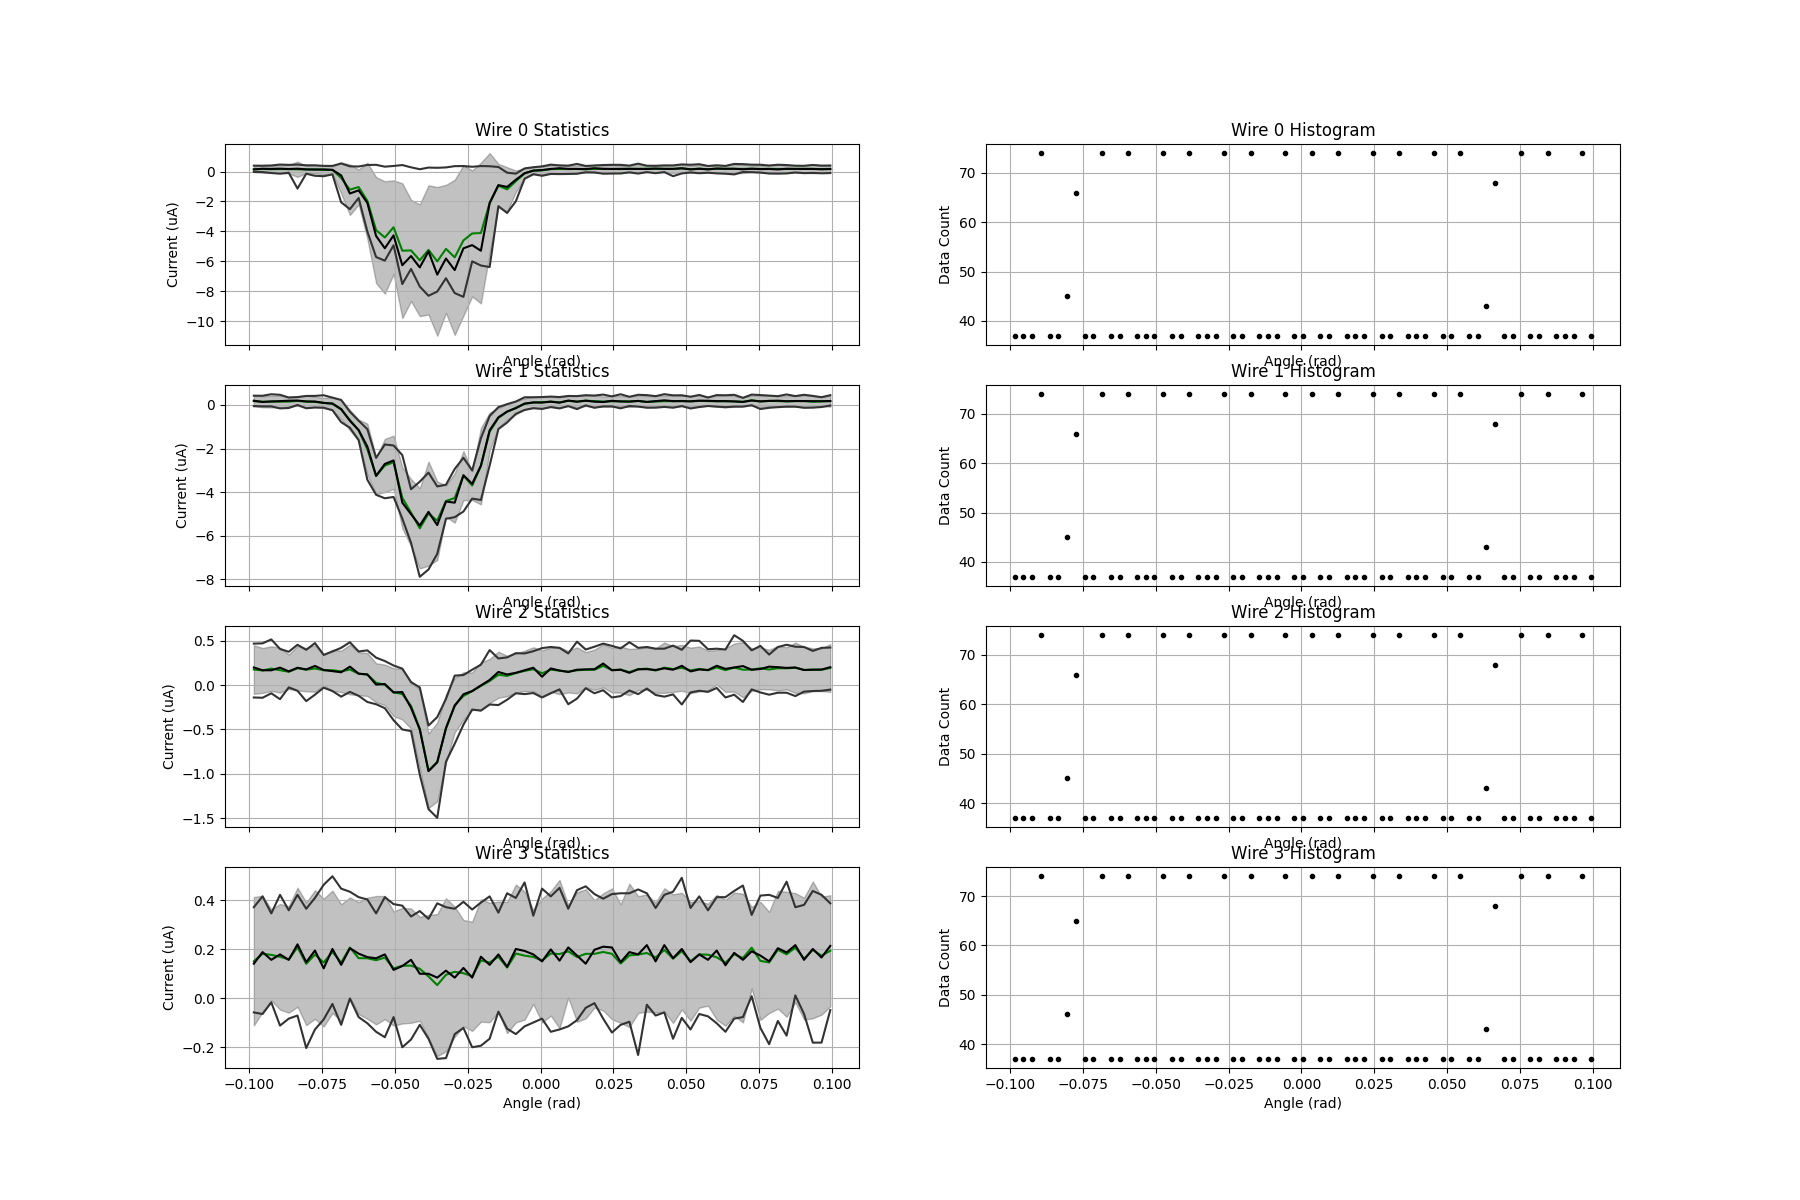 Wire 0 Statistics
Current (uA)
0
−2
−4
−6
−8
−10
Angle (rad)
Wire 0 Histogram
Data Count
70
60
50
40
Angle (rad)
Wire 1 Statistics
Current (uA)
0
−2
−4
−6
−8
Angle (rad)
Wire 1 Histogram
Data Count
70
60
50
40
Angle (rad)
Wire 2 Statistics
Current (uA)
0.5
0.0
−0.5
−1.0
−1.5
Angle (rad)
Wire 2 Histogram
Data Count
70
60
50
40
Angle (rad)
Wire 3 Statistics
Current (uA)
0.4
0.2
0.0
−0.2
−0.100 −0.075 −0.050 −0.025 0.000 0.025 0.050 0.075 0.100
Angle (rad)
Wire 3 Histogram
Data Count
70
60
50
40
−0.100 −0.075 −0.050 −0.025 0.000 0.025 0.050 0.075 0.100
Angle (rad)